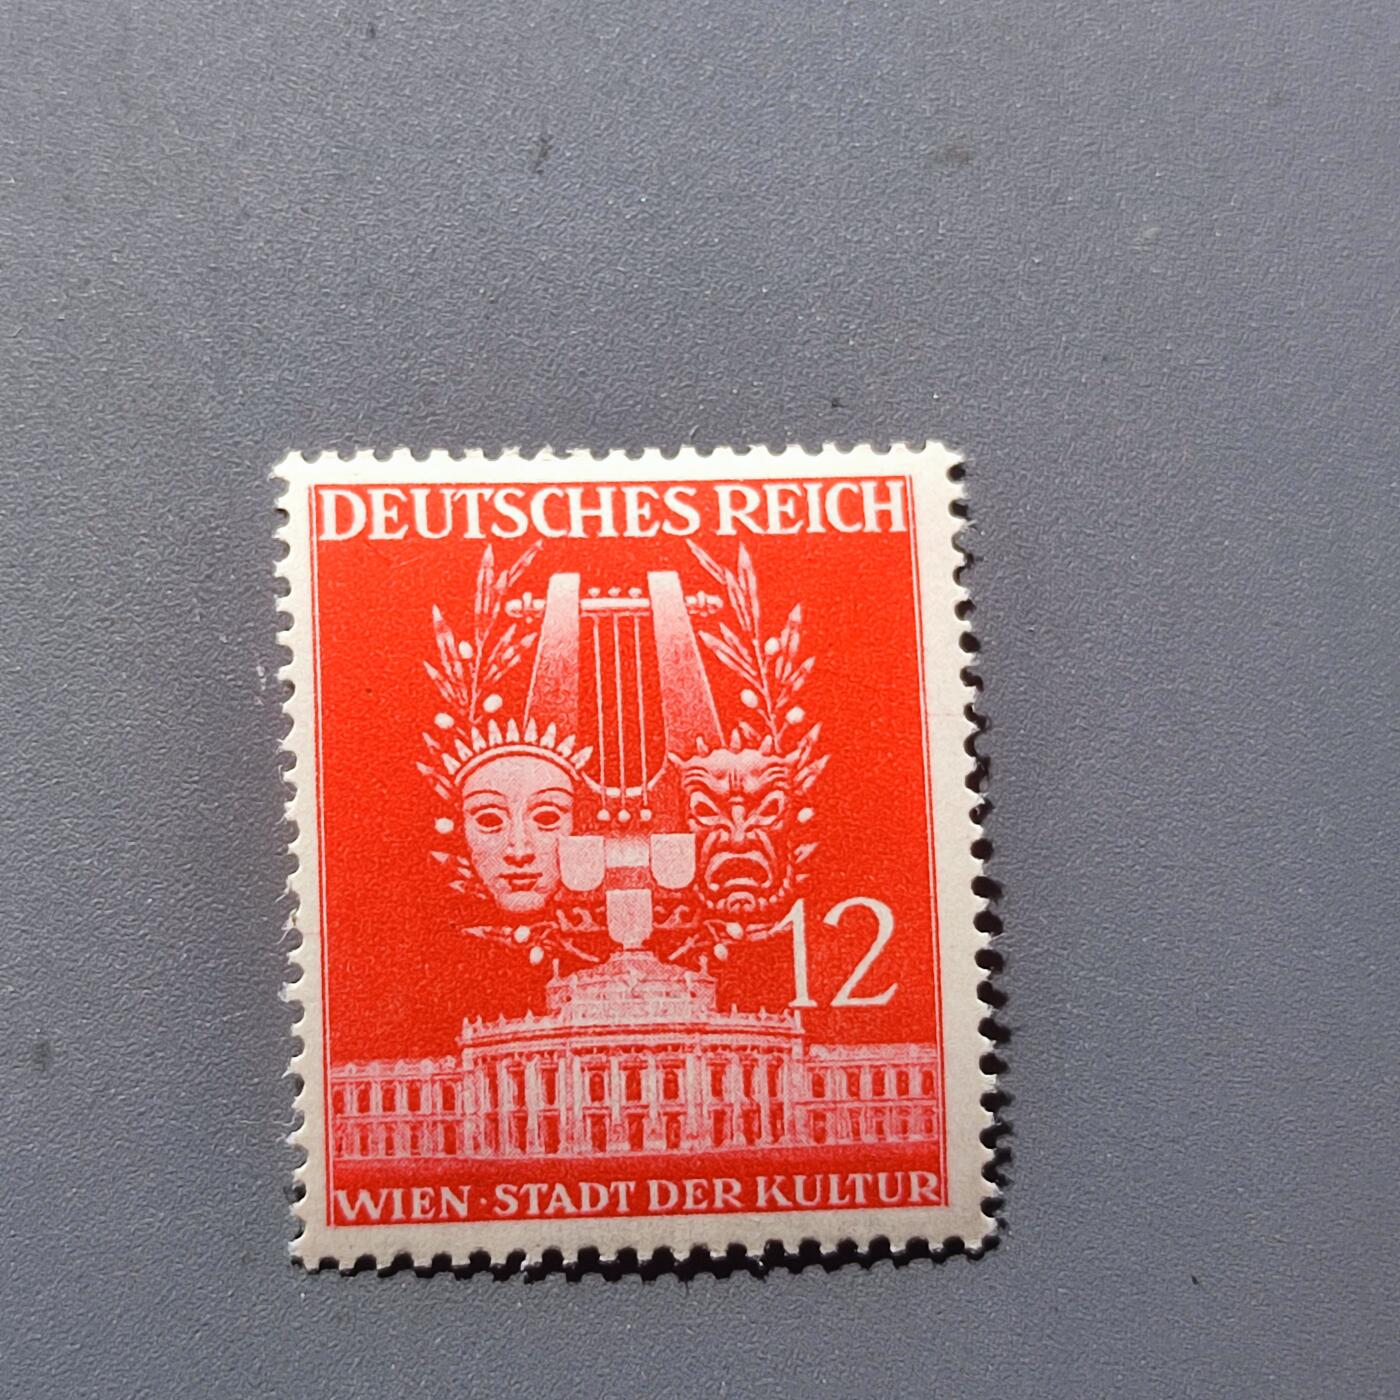 DEUTSCHES REICH
12
WIEN · STADT DER KULTUR